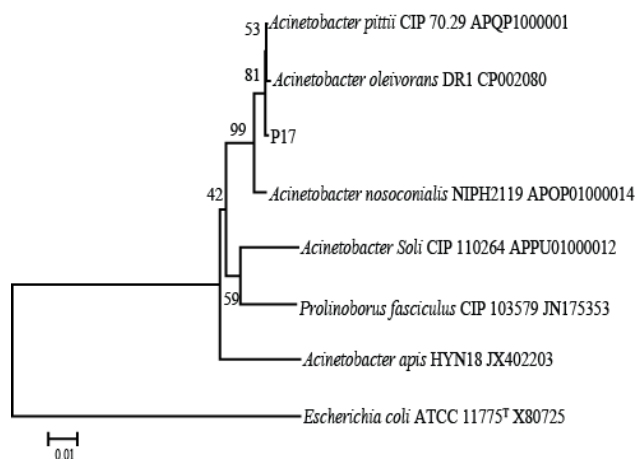 53
Acinetobacter pittii CIP 70.29 APQP1000001
81
Acinetobacter oleivorans DR1 CP002080
99
P17
42
Acinetobacter nosoconialis NIPH2119 APOP01000014
Acinetobacter Soli CIP 110264 APPU01000012
59
Prolinoborus fasciculus CIP 103579 JN175353
Acinetobacter apis HYN18 JX402203
Escherichia coli ATCC 11775ᵀ X80725
0.01